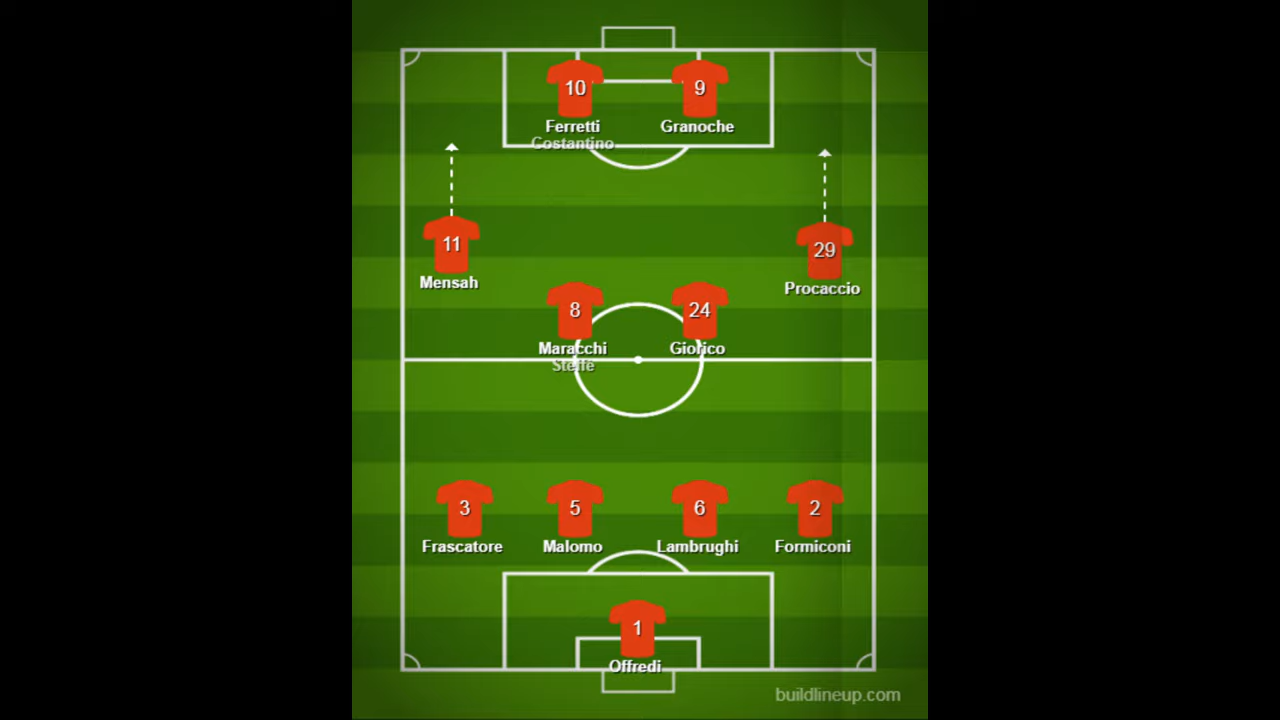 10
9
Ferretti
Granoche
Costantino
11
29
Mensah
Procaccio
8
24
Maracchi
Giorico
Steffe
3
5
6
2
Frascatore
Malomo
Lambrughi
Formiconi
1
Offredi
buildlineup.com